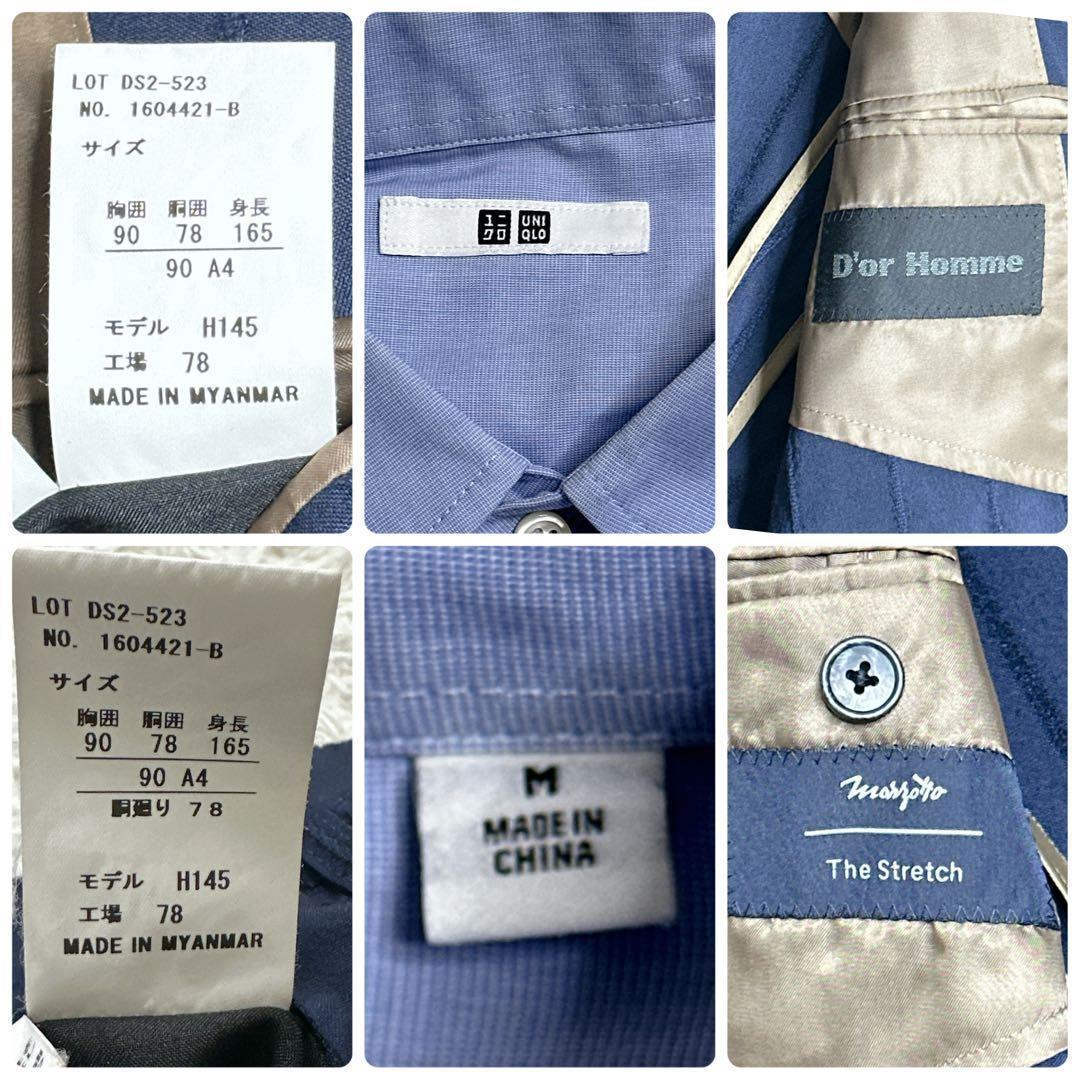 LOT DS2-523
NO. 1604421-B
サイズ
胸囲 胴囲 身長
90 78 165
90 A4
モデル H145
工場 78
MADE IN MYANMAR
ユニ
クロ
UNI
QLO
D'or Homme
LOT DS2-523
NO. 1604421-B
サイズ
胸囲 胴囲 身長
90 78 165
90 A4
胴廻り 78
モデル H145
工場 78
MADE IN MYANMAR
M
MADE IN
CHINA
Marzotto
The Stretch